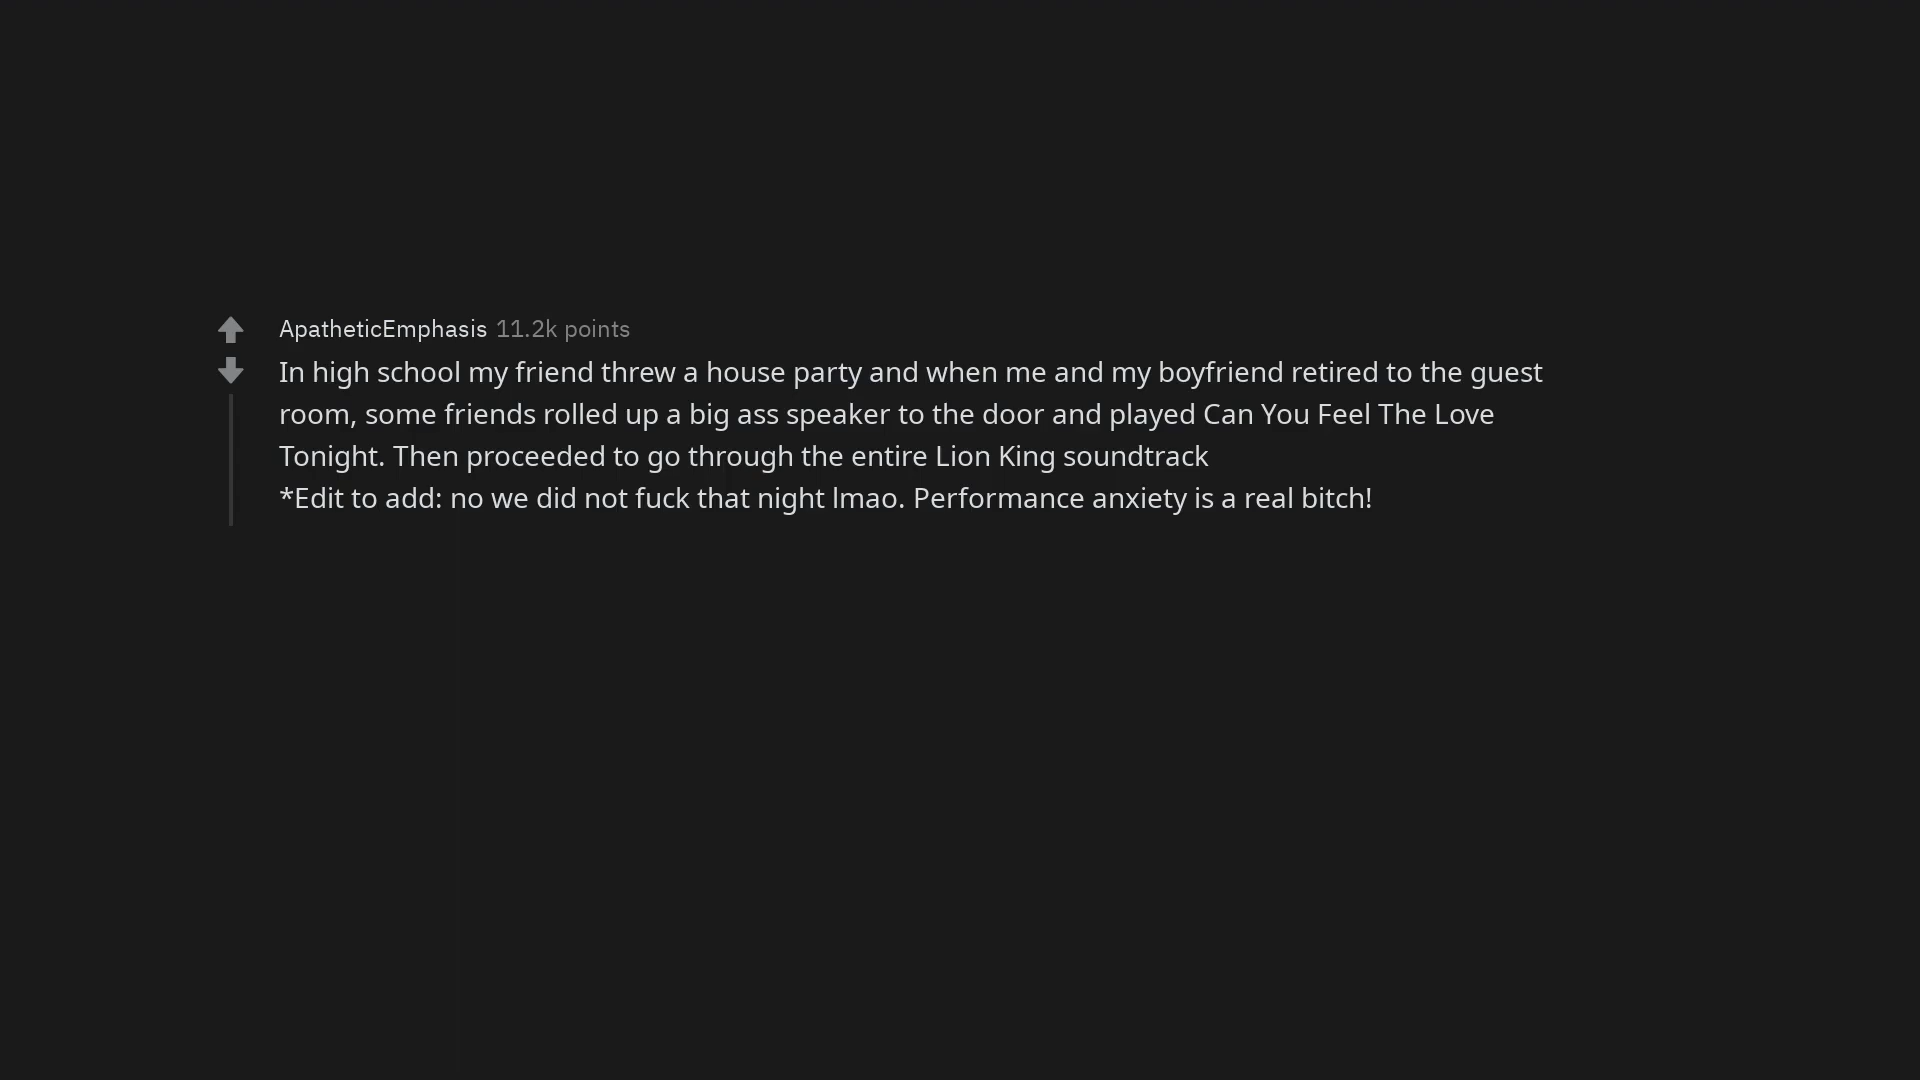 ApatheticEmphasis 11.2k points
In high school my friend threw a house party and when me and my boyfriend retired to the guest
room, some friends rolled up a big ass speaker to the door and played Can You Feel The Love
Tonight. Then proceeded to go through the entire Lion King soundtrack
*Edit to add: no we did not fuck that night lmao. Performance anxiety is a real bitch!